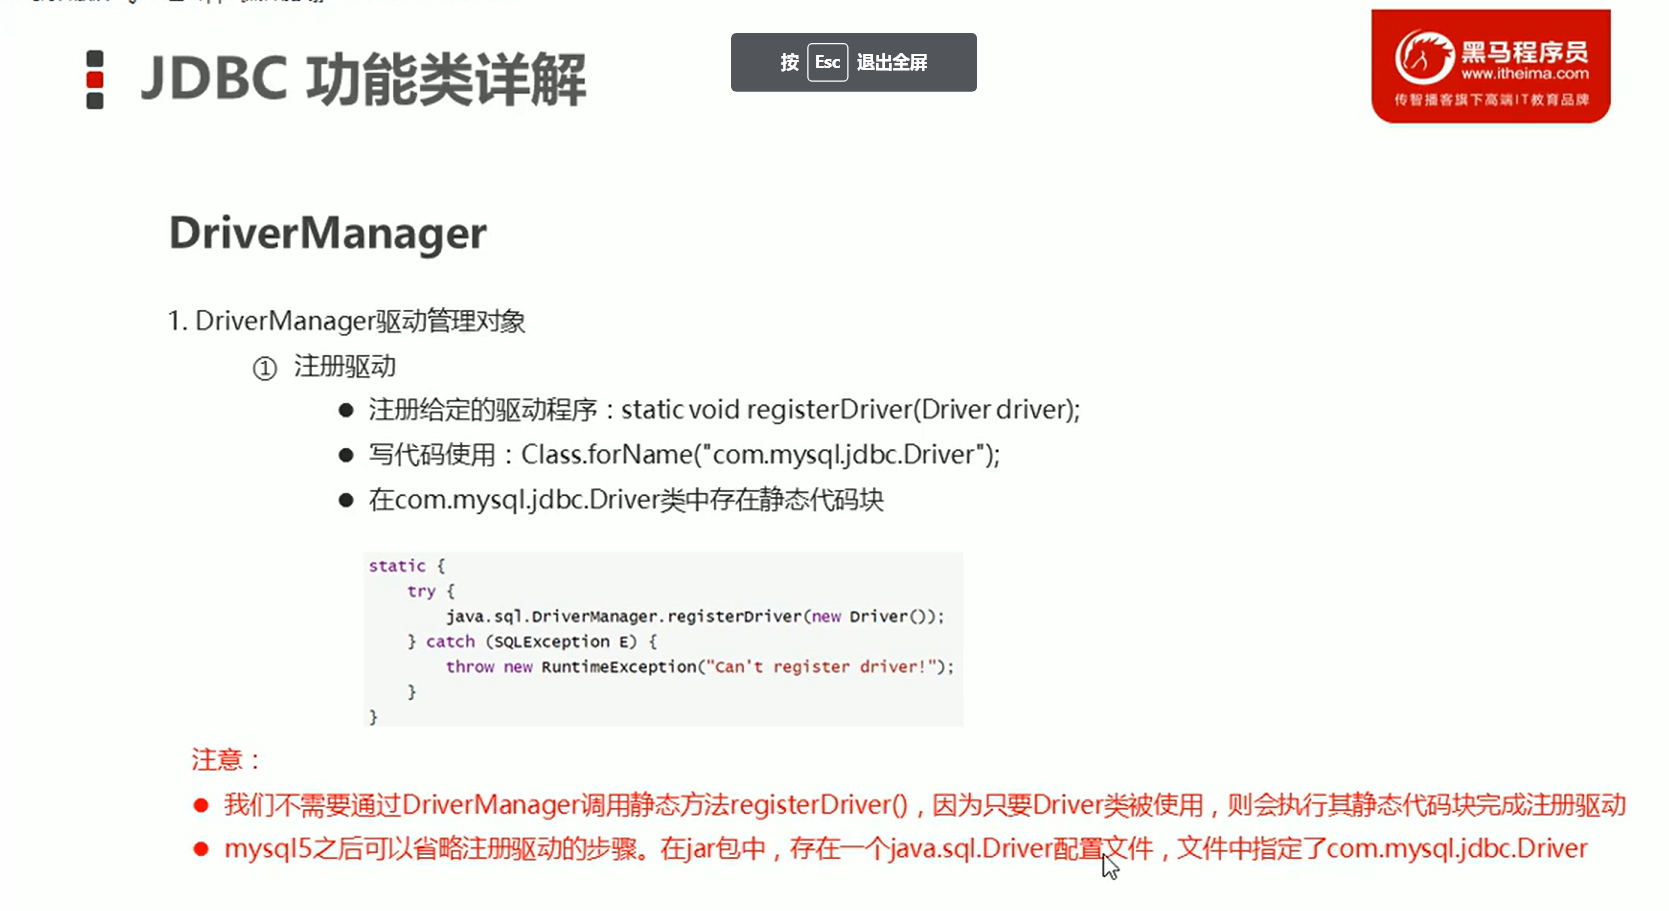 JDBC 功能类详解
按 Esc 退出全屏
黑马程序员
www.itheima.com
传智播客旗下高端IT教育品牌
DriverManager
1. DriverManager驱动管理对象
① 注册驱动
● 注册给定的驱动程序：static void registerDriver(Driver driver);
● 写代码使用：Class.forName("com.mysql.jdbc.Driver");
● 在com.mysql.jdbc.Driver类中存在静态代码块
static {
try {
java.sql.DriverManager.registerDriver(new Driver());
} catch (SQLException E) {
throw new RuntimeException("Can't register driver!");
}
}
注意：
● 我们不需要通过DriverManager调用静态方法registerDriver()，因为只要Driver类被使用，则会执行其静态代码块完成注册驱动
● mysql5之后可以省略注册驱动的步骤。在jar包中，存在一个java.sql.Driver配置文件，文件中指定了com.mysql.jdbc.Driver